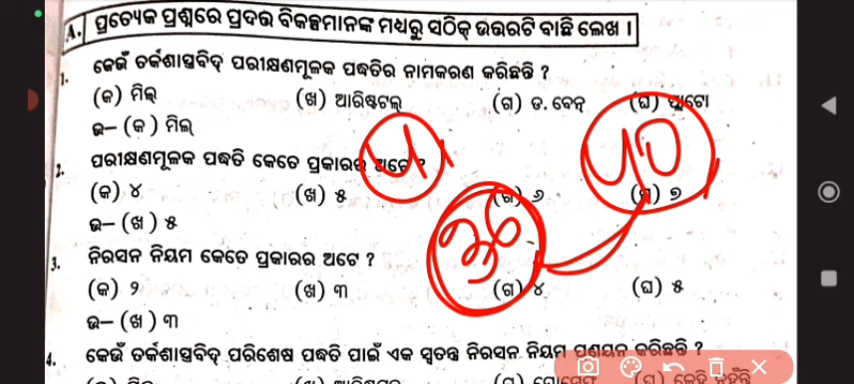 A. ପ୍ରତ୍ୟେକ ପ୍ରଶ୍ନରେ ପ୍ରଦତ୍ତ ବିକଳ୍ପମାନଙ୍କ ମଧ୍ୟରୁ ସଠିକ୍ ଉତ୍ତରଟି ବାଛି ଲେଖ ।
1. କେଉଁ ତର୍କଶାସ୍ତ୍ରବିତ୍ ପରୀକ୍ଷଣମୂଳକ ପଦ୍ଧତିର ନାମକରଣ କରିଛନ୍ତି ?
(କ) ମିଲ୍ (ଖ) ଆରିଷ୍ଟଟଲ୍ (ଗ) ଡ. ବେନ୍ (ଘ) ପ୍ଲାଟୋ
ଉ– (କ) ମିଲ୍
2. ପରୀକ୍ଷଣମୂଳକ ପଦ୍ଧତି କେତେ ପ୍ରକାରର ଅଟେ ?
(କ) ୪ (ଖ) ୫ (ଗ) ୬ (ଘ) ୭
ଉ– (ଖ) ୫
3. ନିରସନ ନିୟମ କେତେ ପ୍ରକାରର ଅଟେ ?
(କ) ୨ (ଖ) ୩ (ଗ) ୪ (ଘ) ୫
ଉ– (ଖ) ୩
4. କେଉଁ ତର୍କଶାସ୍ତ୍ରବିତ୍ ପରିଶେଷ ପଦ୍ଧତି ପାଇଁ ଏକ ସ୍ୱତନ୍ତ୍ର ନିରସନ ନିୟମ ପ୍ରଣୟନ କରିଛନ୍ତି ?